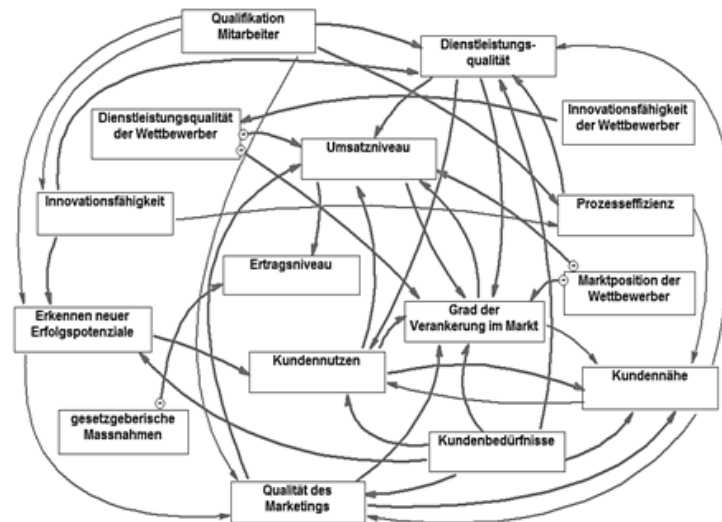 Qualifikation
Mitarbeiter
Dienstleistungs-
qualität
Dienstleistungsqualität
der Wettbewerber
Innovationsfähigkeit
der Wettbewerber
Umsatzniveau
Innovationsfähigkeit
Prozesseffizienz
Ertragsniveau
Marktposition der
Wettbewerber
Erkennen neuer
Erfolgspotenziale
Grad der
Verankerung im Markt
Kundennutzen
Kundennähe
gesetzgeberische
Massnahmen
Kundenbedürfnisse
Qualität des
Marketings